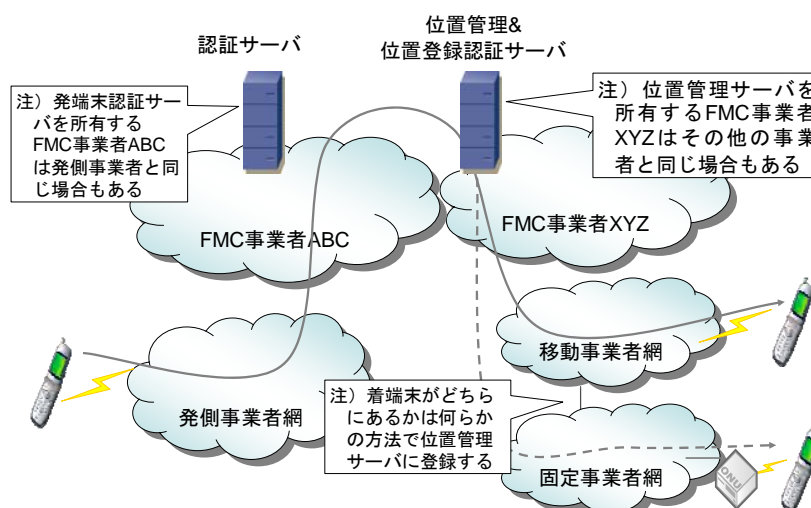 認証サーバ
位置管理&
位置登録認証サーバ
注）発端末認証サー
バを所有する
FMC事業者ABC
は発側事業者と同
じ場合もある
注）位置管理サーバを
所有するFMC事業者
XYZはその他の事業
者と同じ場合もある
FMC事業者ABC
FMC事業者XYZ
移動事業者網
発側事業者網
注）着端末がどちら
にあるかは何らか
の方法で位置管理
サーバに登録する
固定事業者網
ONU